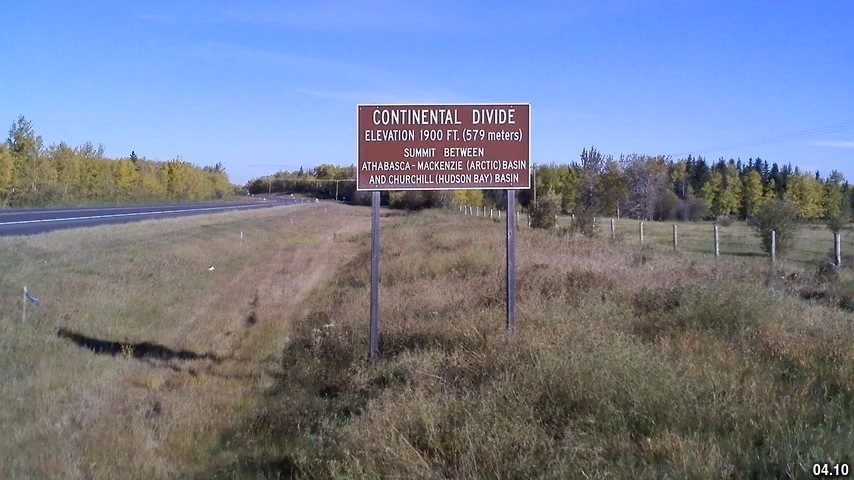 CONTINENTAL DIVIDE
ELEVATION 1900 FT. (579 meters)
SUMMIT BETWEEN
ATHABASCA - MACKENZIE (ARCTIC) BASIN
AND CHURCHILL (HUDSON BAY) BASIN
04.10